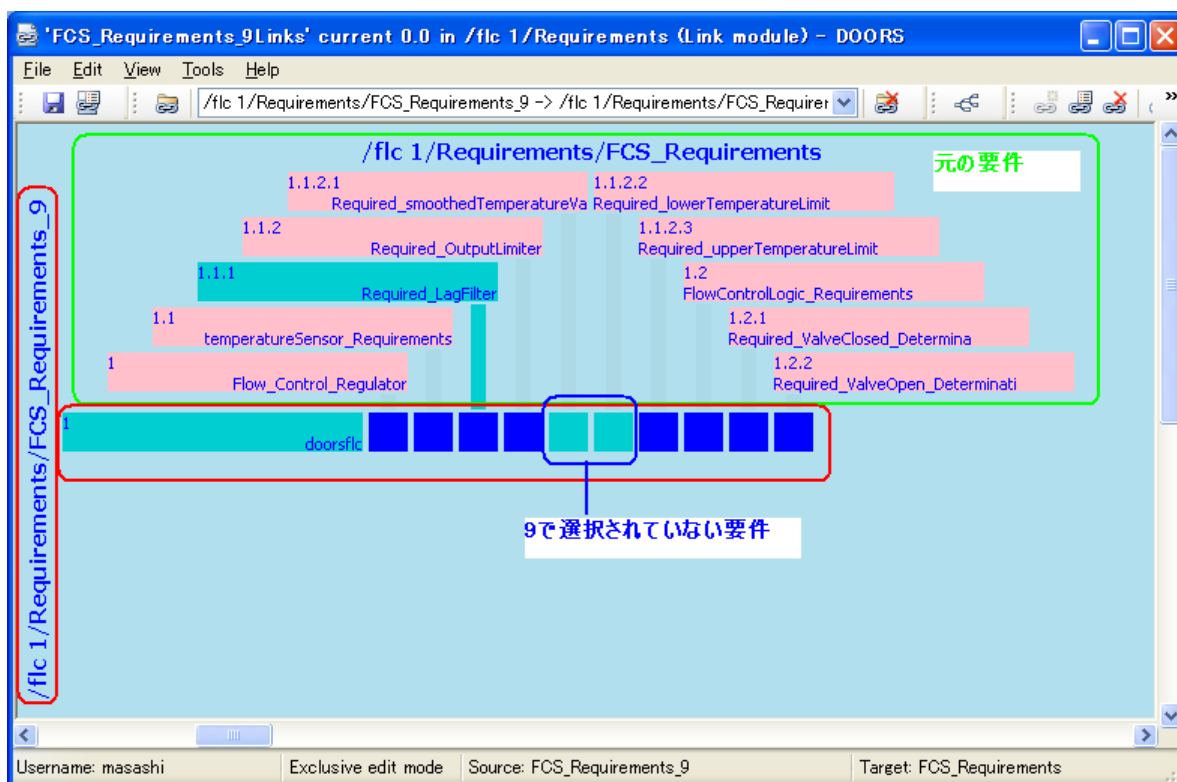 'FCS_Requirements_9Links' current 0.0 in /flc 1/Requirements (Link module) - DOORS
File Edit View Tools Help
/flc 1/Requirements/FCS_Requirements_9 -> /flc 1/Requirements/FCS_Requirer
/flc 1/Requirements/FCS_Requirements
元の要件
1.1.2.1
Required_smoothedTemperatureVa
1.1.2.2
Required_lowerTemperatureLimit
1.1.2
Required_OutputLimiter
1.1.2.3
Required_upperTemperatureLimit
1.1.1
Required_LagFilter
1.2
FlowControlLogic_Requirements
1.1
temperatureSensor_Requirements
1.2.1
Required_ValveClosed_Determina
1
Flow_Control_Regulator
1.2.2
Required_ValveOpen_Determinati
/flc 1/Requirements/FCS_Requirements_9
1
doorsflc
9で選択されていない要件
Username: masashi Exclusive edit mode Source: FCS_Requirements_9 Target: FCS_Requirements